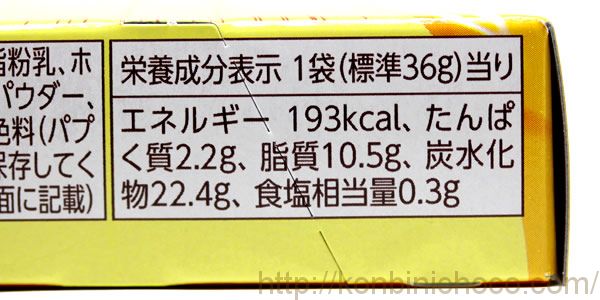 脂粉乳、ホ
パウダー、
色料(パプ
保存してく
面に記載)
栄養成分表示 1袋(標準36g)当り
エネルギー 193kcal、たんぱ
く質2.2g、脂質10.5g、炭水化
物22.4g、食塩相当量0.3g
http://konbinichoco.com/